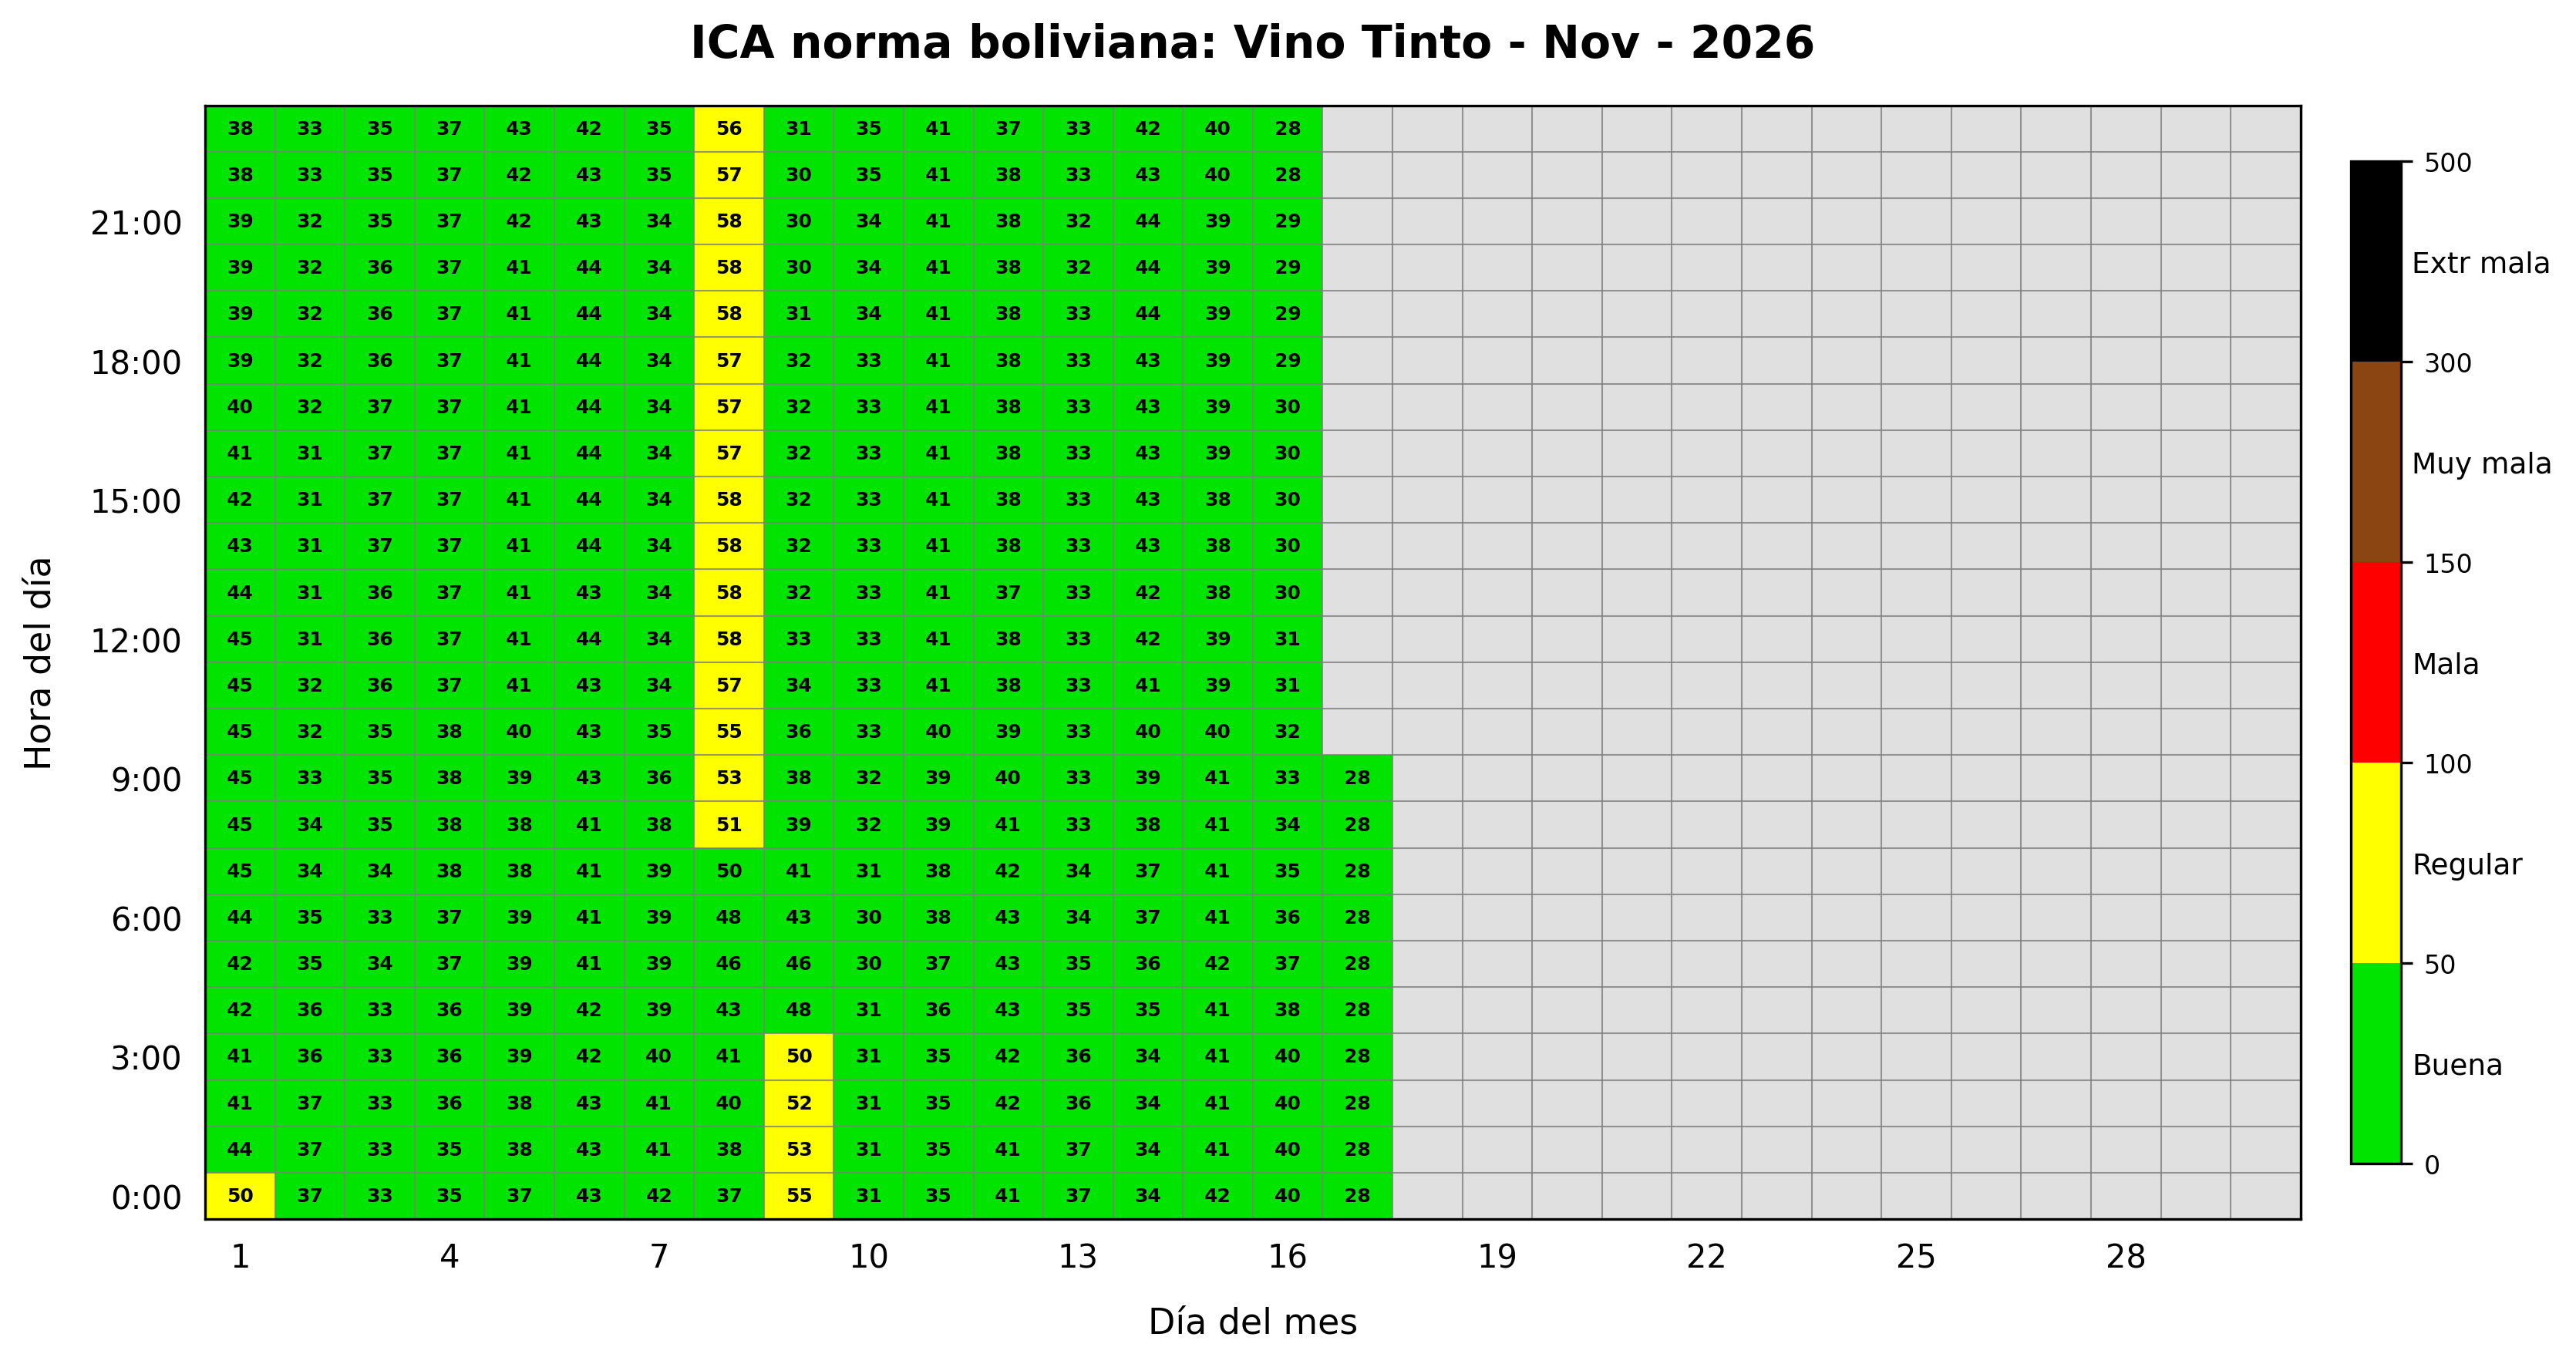 ICA norma boliviana: Vino Tinto - Nov - 2026
38 33 35 37 43 42 35 56 31 35 41 37 33 42 40 28
38 33 35 37 42 43 35 57 30 35 41 38 33 43 40 28
21:00 39 32 35 37 42 43 34 58 30 34 41 38 32 44 39 29
39 32 36 37 41 44 34 58 30 34 41 38 32 44 39 29
39 32 36 37 41 44 34 58 31 34 41 38 33 44 39 29
18:00 39 32 36 37 41 44 34 57 32 33 41 38 33 43 39 29
40 32 37 37 41 44 34 57 32 33 41 38 33 43 39 30
41 31 37 37 41 44 34 57 32 33 41 38 33 43 39 30
15:00 42 31 37 37 41 44 34 58 32 33 41 38 33 43 38 30
43 31 37 37 41 44 34 58 32 33 41 38 33 43 38 30
44 31 36 37 41 43 34 58 32 33 41 37 33 42 38 30
12:00 45 31 36 37 41 44 34 58 33 33 41 38 33 42 39 31
45 32 36 37 41 43 34 57 34 33 41 38 33 41 39 31
45 32 35 38 40 43 35 55 36 33 40 39 33 40 40 32
9:00 45 33 35 38 39 43 36 53 38 32 39 40 33 39 41 33 28
45 34 35 38 38 41 38 51 39 32 39 41 33 38 41 34 28
45 34 34 38 38 41 39 50 41 31 38 42 34 37 41 35 28
6:00 44 35 33 37 39 41 39 48 43 30 38 43 34 37 41 36 28
42 35 34 37 39 41 39 46 46 30 37 43 35 36 42 37 28
42 36 33 36 39 42 39 43 48 31 36 43 35 35 41 38 28
3:00 41 36 33 36 39 42 40 41 50 31 35 42 36 34 41 40 28
41 37 33 36 38 43 41 40 52 31 35 42 36 34 41 40 28
44 37 33 35 38 43 41 38 53 31 35 41 37 34 41 40 28
0:00 50 37 33 35 37 43 42 37 55 31 35 41 37 34 42 40 28
1 4 7 10 13 16 19 22 25 28
Día del mes
Hora del día
500
Extr mala
300
Muy mala
150
Mala
100
Regular
50
Buena
0